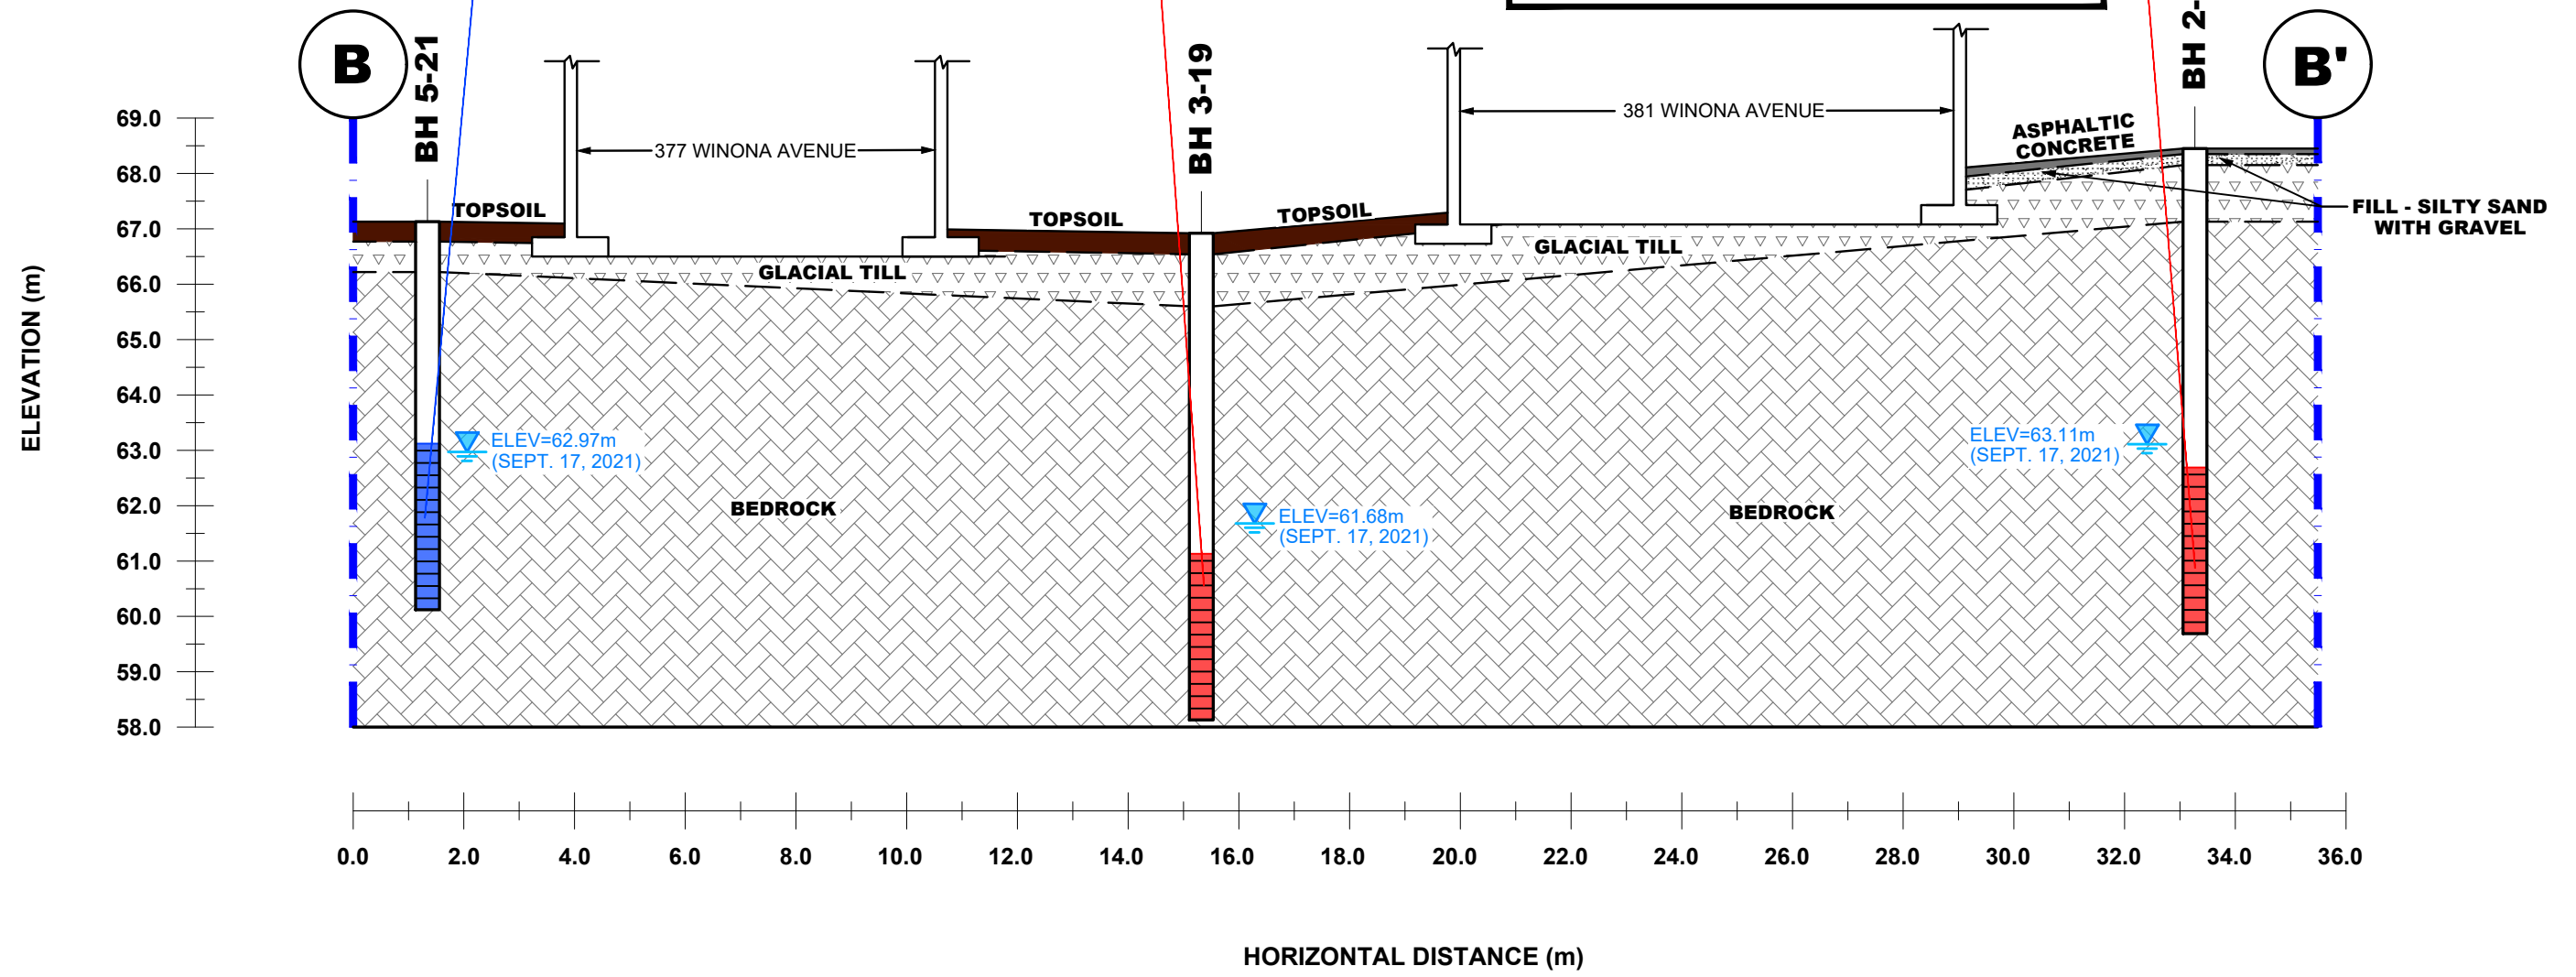 B
BH 5-21
BH 3-19
BH 2-
B'
377 WINONA AVENUE
381 WINONA AVENUE
ASPHALTIC
CONCRETE
TOPSOIL
TOPSOIL
TOPSOIL
FILL - SILTY SAND
WITH GRAVEL
GLACIAL TILL
GLACIAL TILL
ELEV=62.97m
(SEPT. 17, 2021)
ELEV=63.11m
(SEPT. 17, 2021)
ELEV=61.68m
(SEPT. 17, 2021)
BEDROCK
BEDROCK
ELEVATION (m)
69.0
68.0
67.0
66.0
65.0
64.0
63.0
62.0
61.0
60.0
59.0
58.0
0.0 2.0 4.0 6.0 8.0 10.0 12.0 14.0 16.0 18.0 20.0 22.0 24.0 26.0 28.0 30.0 32.0 34.0 36.0
HORIZONTAL DISTANCE (m)